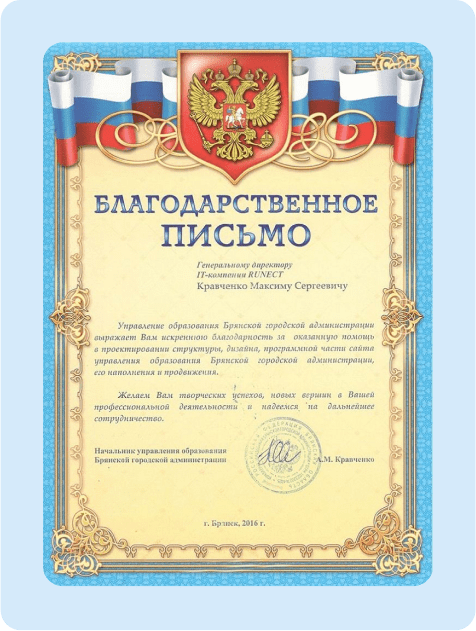 БЛАГОДАРСТВЕННОЕ
ПИСЬМО
Генеральному директору
IT-компании RUNECT
Кравченко Максиму Сергеевичу
Управление образования Брянской городской администрации
выражает Вам искреннюю благодарность за оказанную помощь
в проектировании структуры, дизайна, программной части сайта
управления образования Брянской городской администрации,
его наполнения и продвижения.
Желаем Вам творческих успехов, новых вершин в Вашей
профессиональной деятельности и надеемся на дальнейшее
сотрудничество.
Начальник управления образования
Брянской городской администрации А.М. Кравченко
г. Брянск, 2016 г.